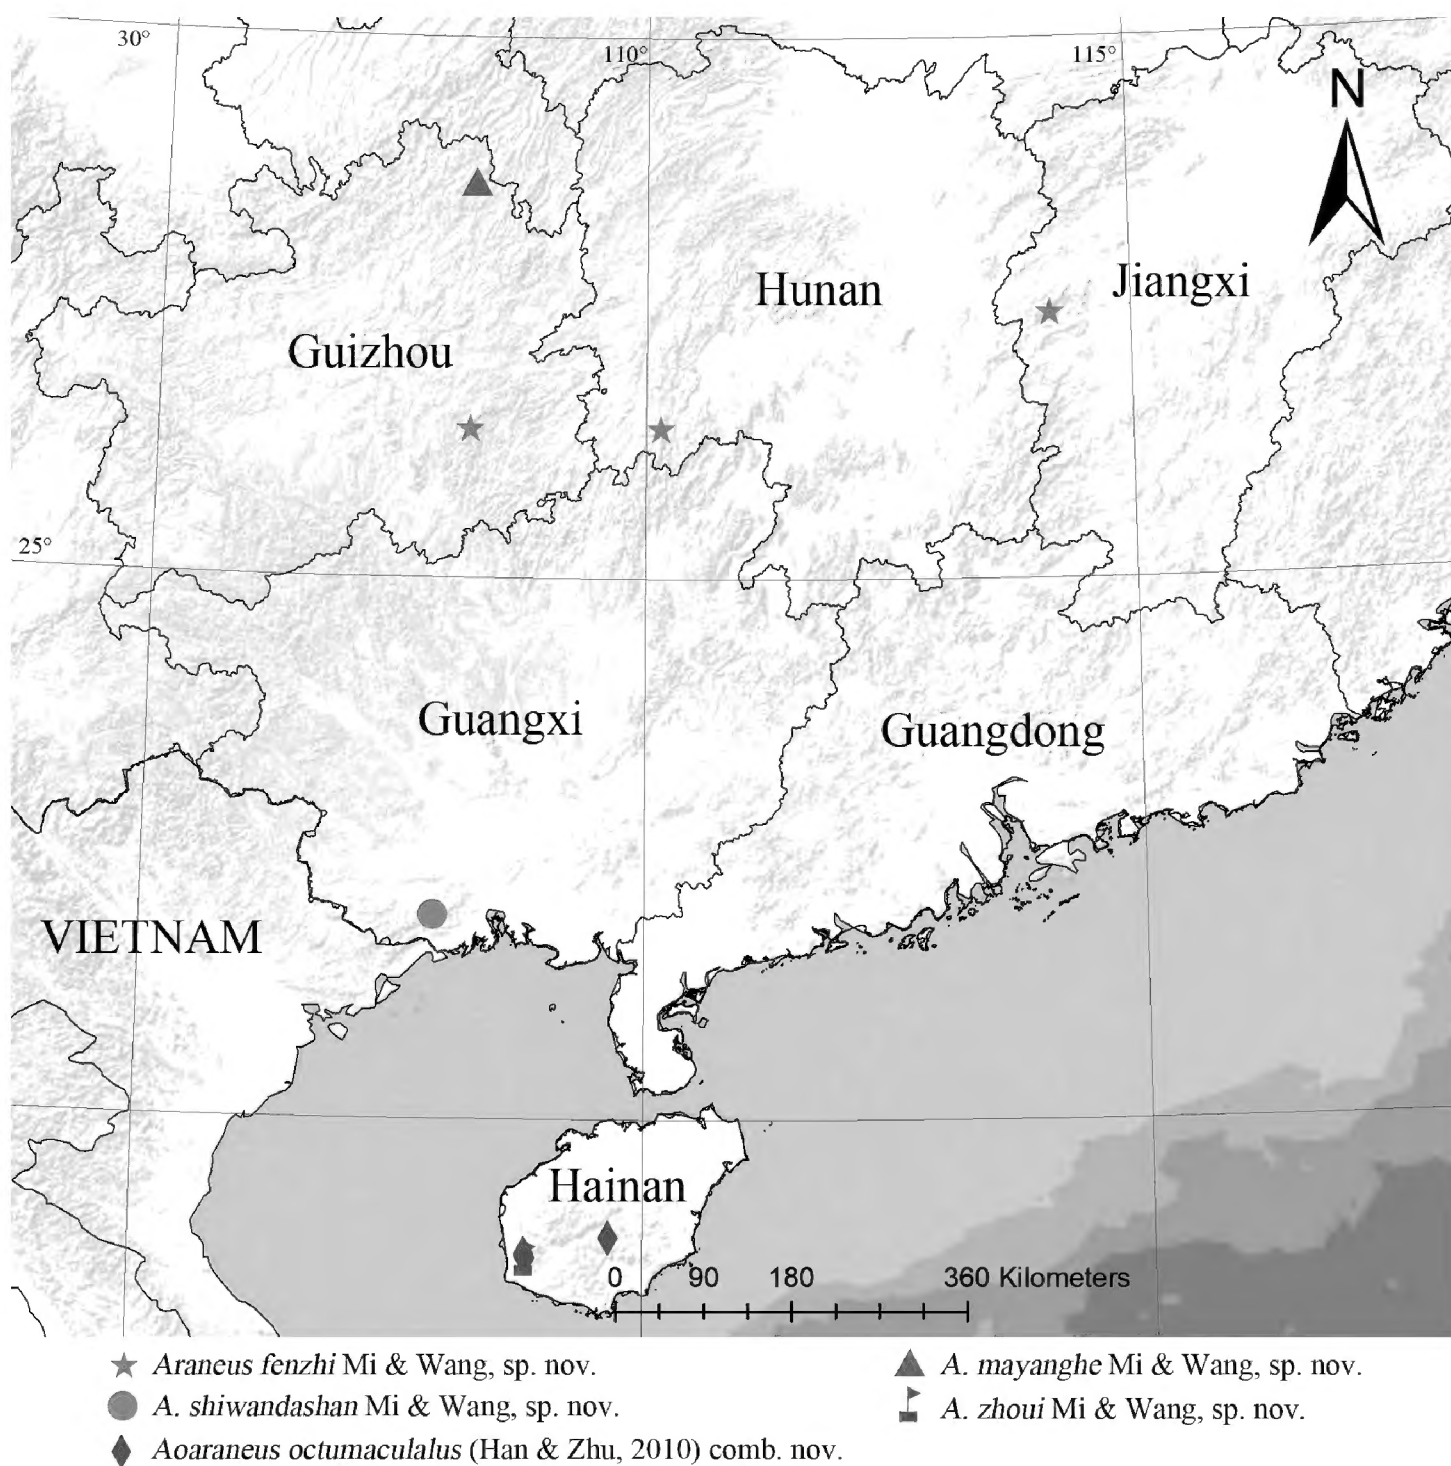 30°
110°
115°
N
Hunan
Jiangxi
Guizhou
25°
Guangxi
Guangdong
VIETNAM
Hainan
0 90 180 360 Kilometers
Araneus fenzhi Mi & Wang, sp. nov.
A. mayanghe Mi & Wang, sp. nov.
A. shiwandashan Mi & Wang, sp. nov.
A. zhoui Mi & Wang, sp. nov.
Aoaraneus octumaculalus (Han & Zhu, 2010) comb. nov.